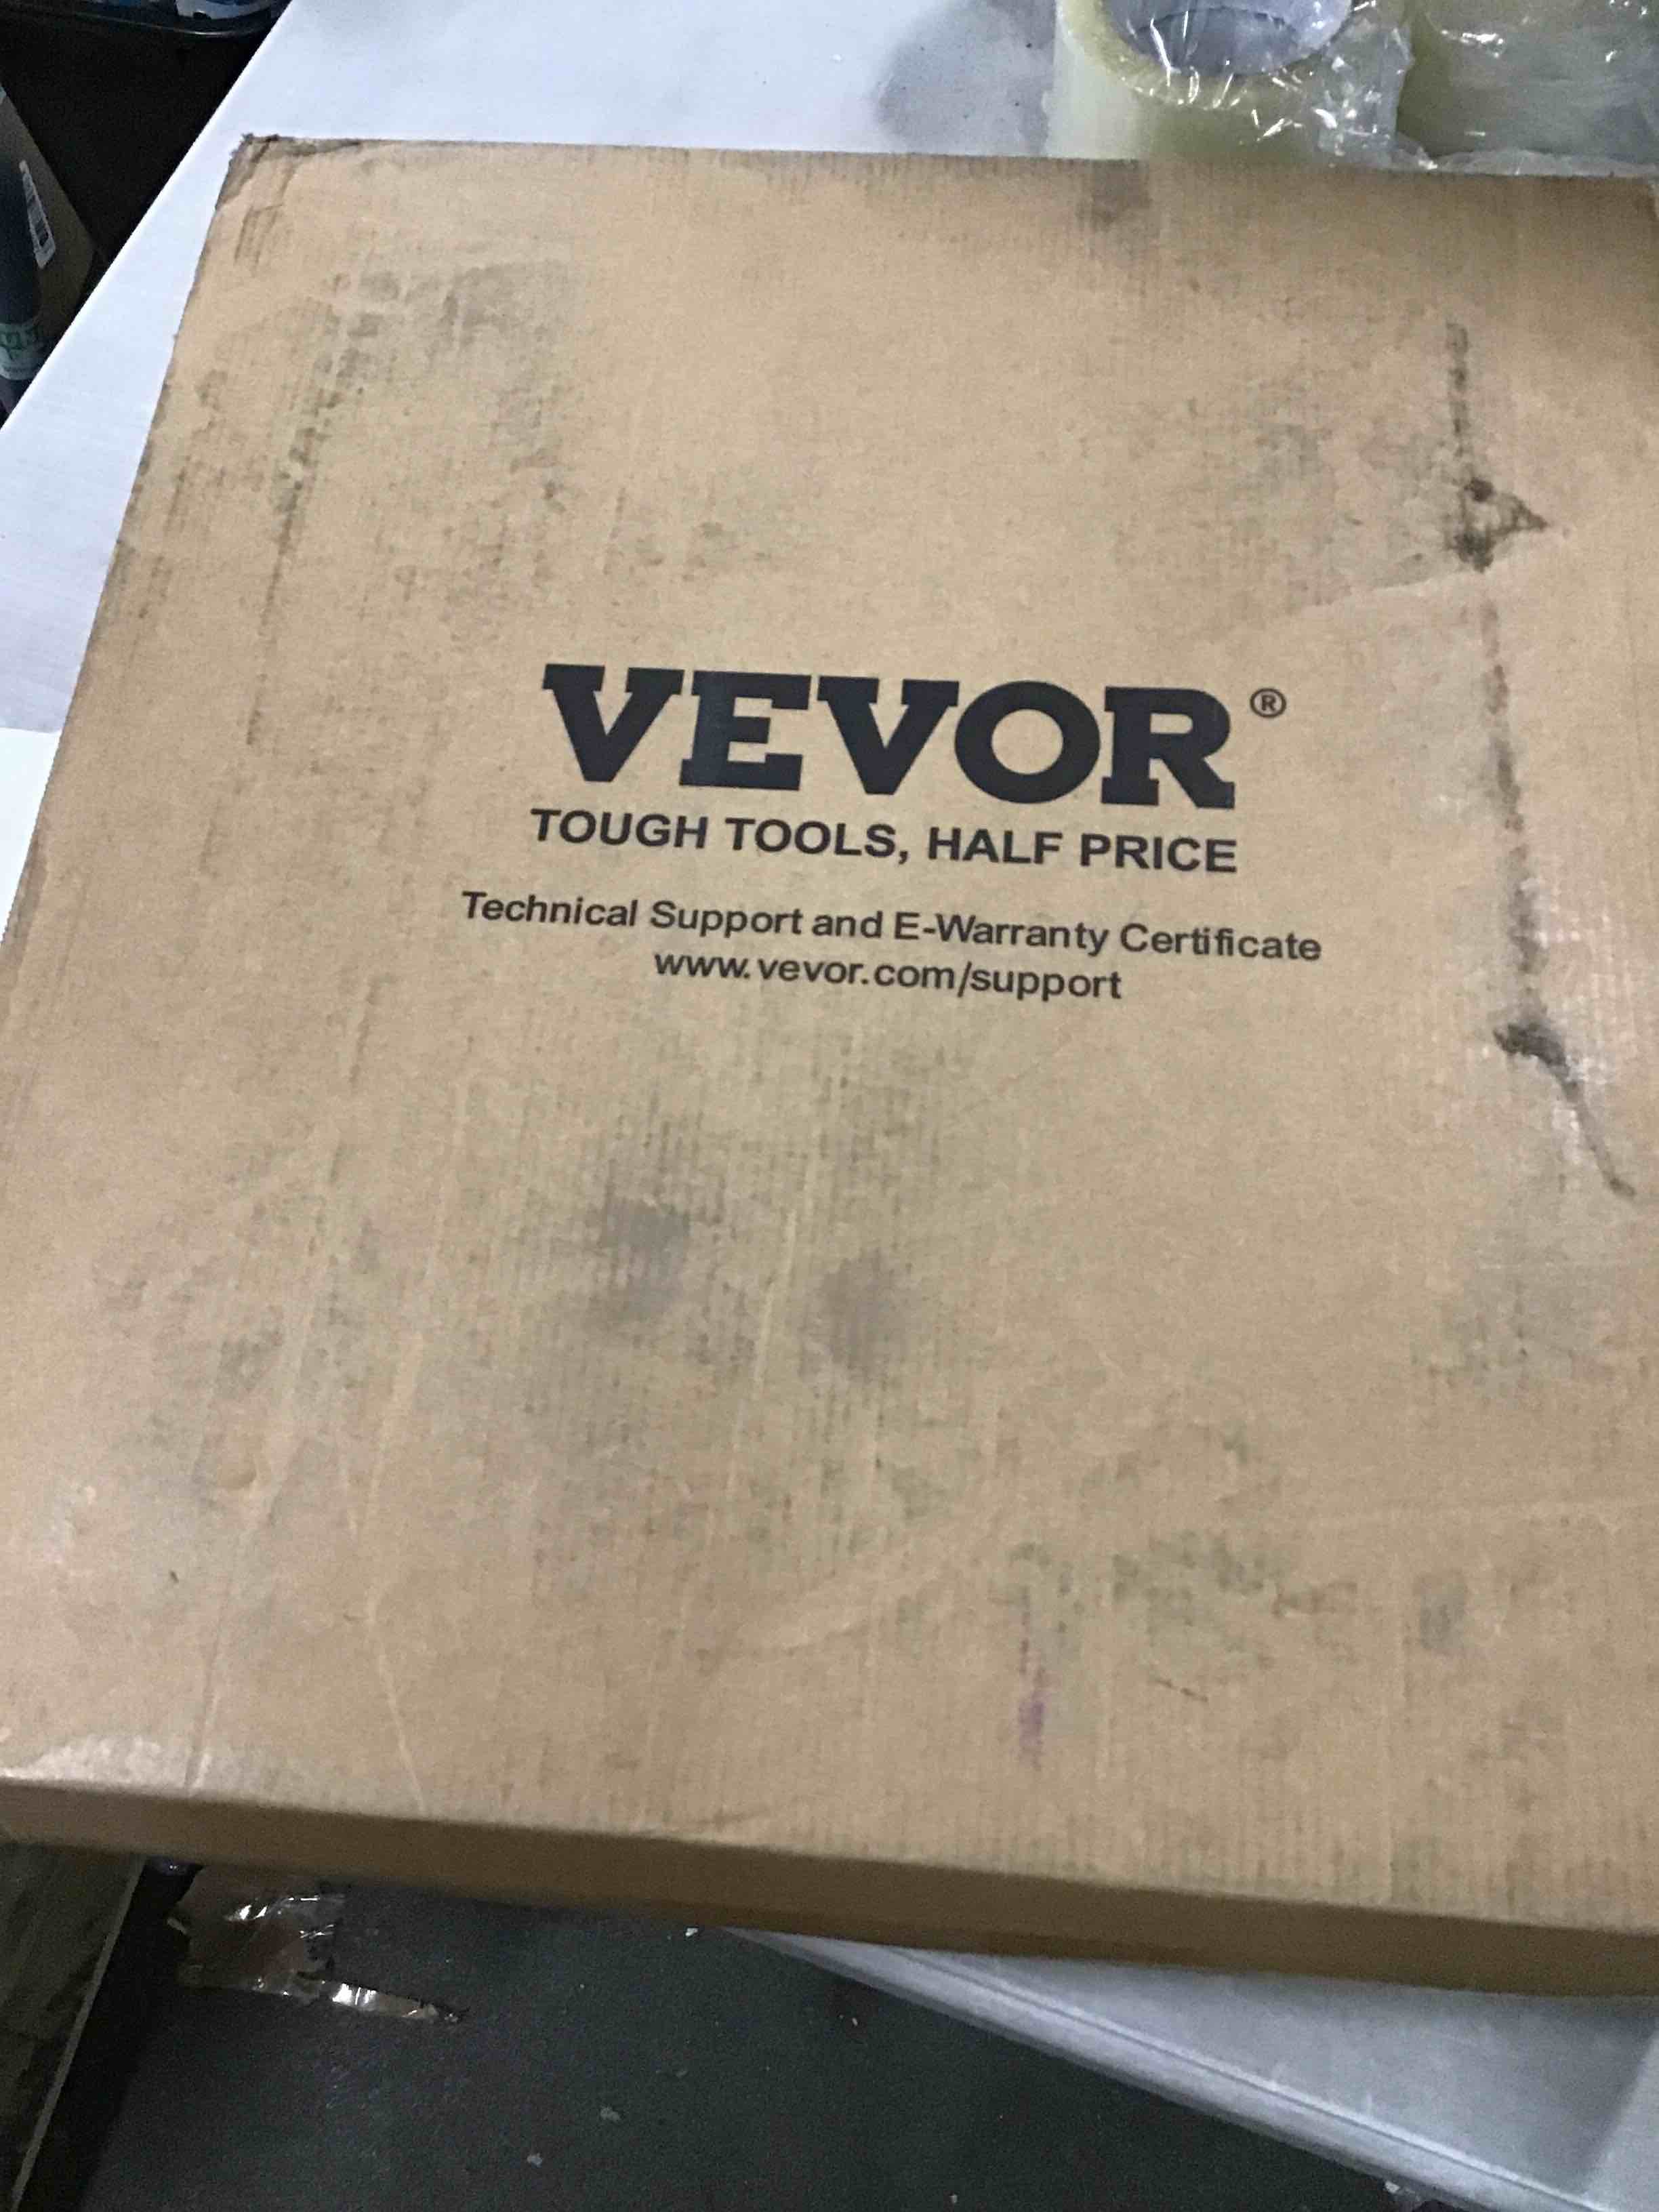 VEVOR®
TOUGH TOOLS, HALF PRICE
Technical Support and E-Warranty Certificate
www.vevor.com/support